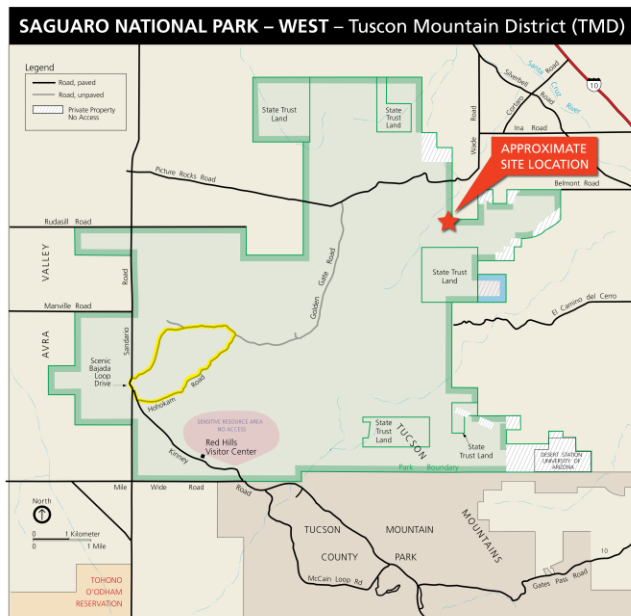 SAGUARO NATIONAL PARK – WEST – Tuscon Mountain District (TMD)
Legend
Road, paved
Road, unpaved
Private Property
No Access
State Trust
Land
State
Trust
Land
Wade Road
Silverbell Road
Cortaro Road
Santa Cruz River
10
Ina Road
APPROXIMATE
SITE LOCATION
Picture Rocks Road
Belmont Road
Rudasill Road
Golden Gate Road
State Trust
Land
VALLEY
AVRA
Manville Road
Sandario Road
El Camino del Cerro
Scenic
Bajada
Loop
Drive
Hohokam Road
SENSITIVE RESOURCE AREA
NO ACCESS
Red Hills
Visitor Center
State
Trust
Land
TUCSON
State
Trust Land
DESERT STATION
UNIVERSITY OF
ARIZONA
Park Boundary
Kinney Road
Mile Wide Road
North
0 1 Kilometer
0 1 Mile
TUCSON MOUNTAIN
COUNTY PARK
MOUNTAINS
McCain Loop Rd
Gates Pass Road
10
TOHONO
O'ODHAM
RESERVATION